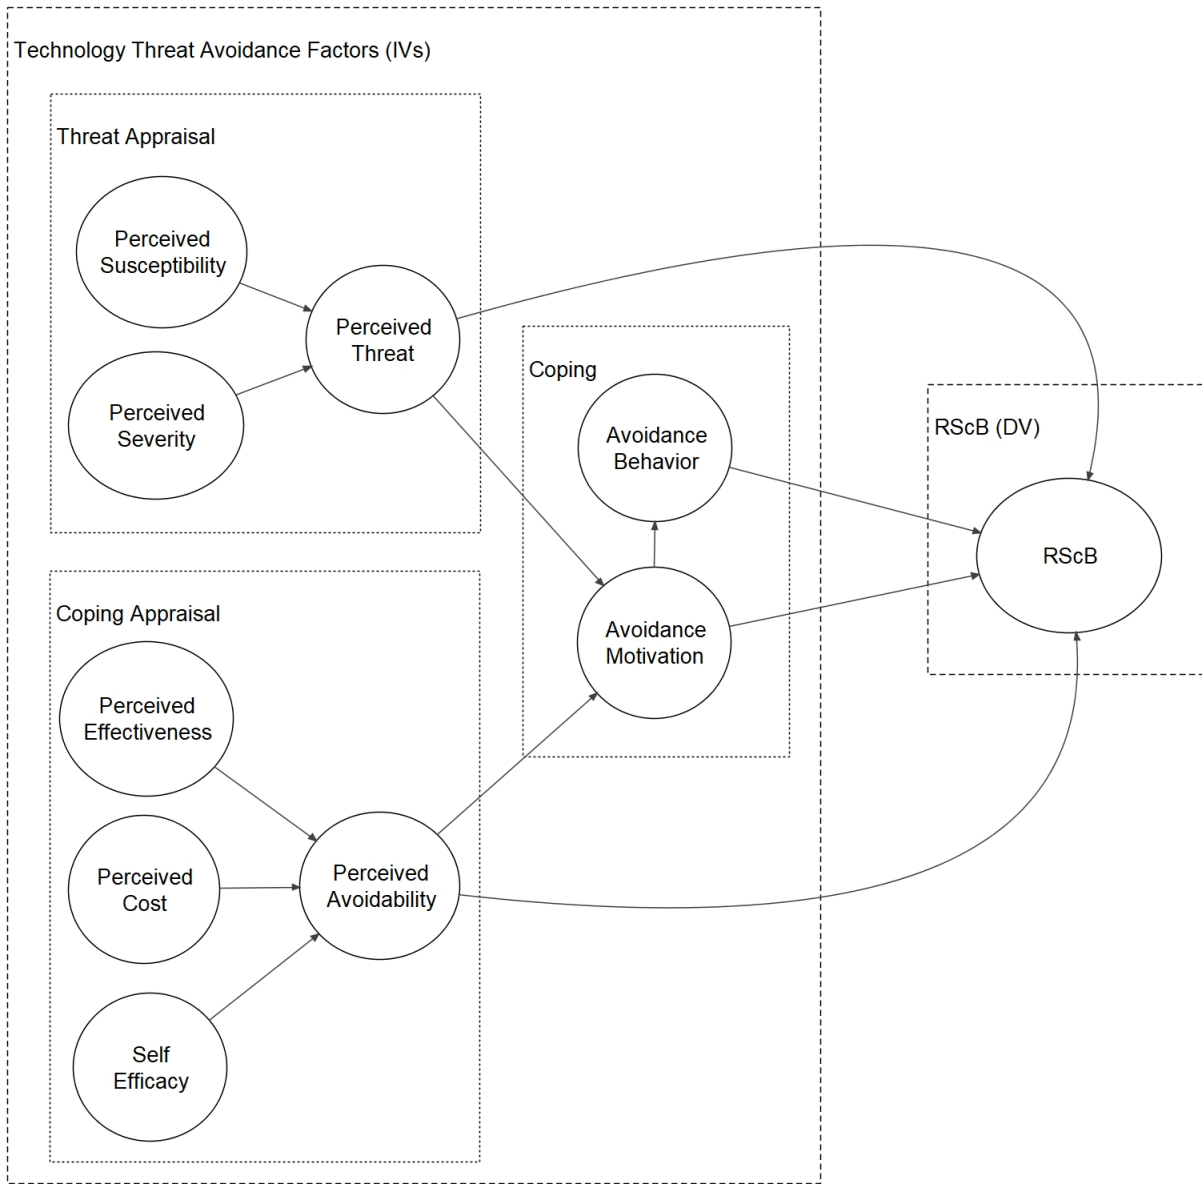 Technology Threat Avoidance Factors (IVs)
Threat Appraisal
Perceived
Susceptibility
Perceived
Severity
Perceived
Threat
Coping
Avoidance
Behavior
Avoidance
Motivation
RScB (DV)
RScB
Coping Appraisal
Perceived
Effectiveness
Perceived
Cost
Self
Efficacy
Perceived
Avoidability